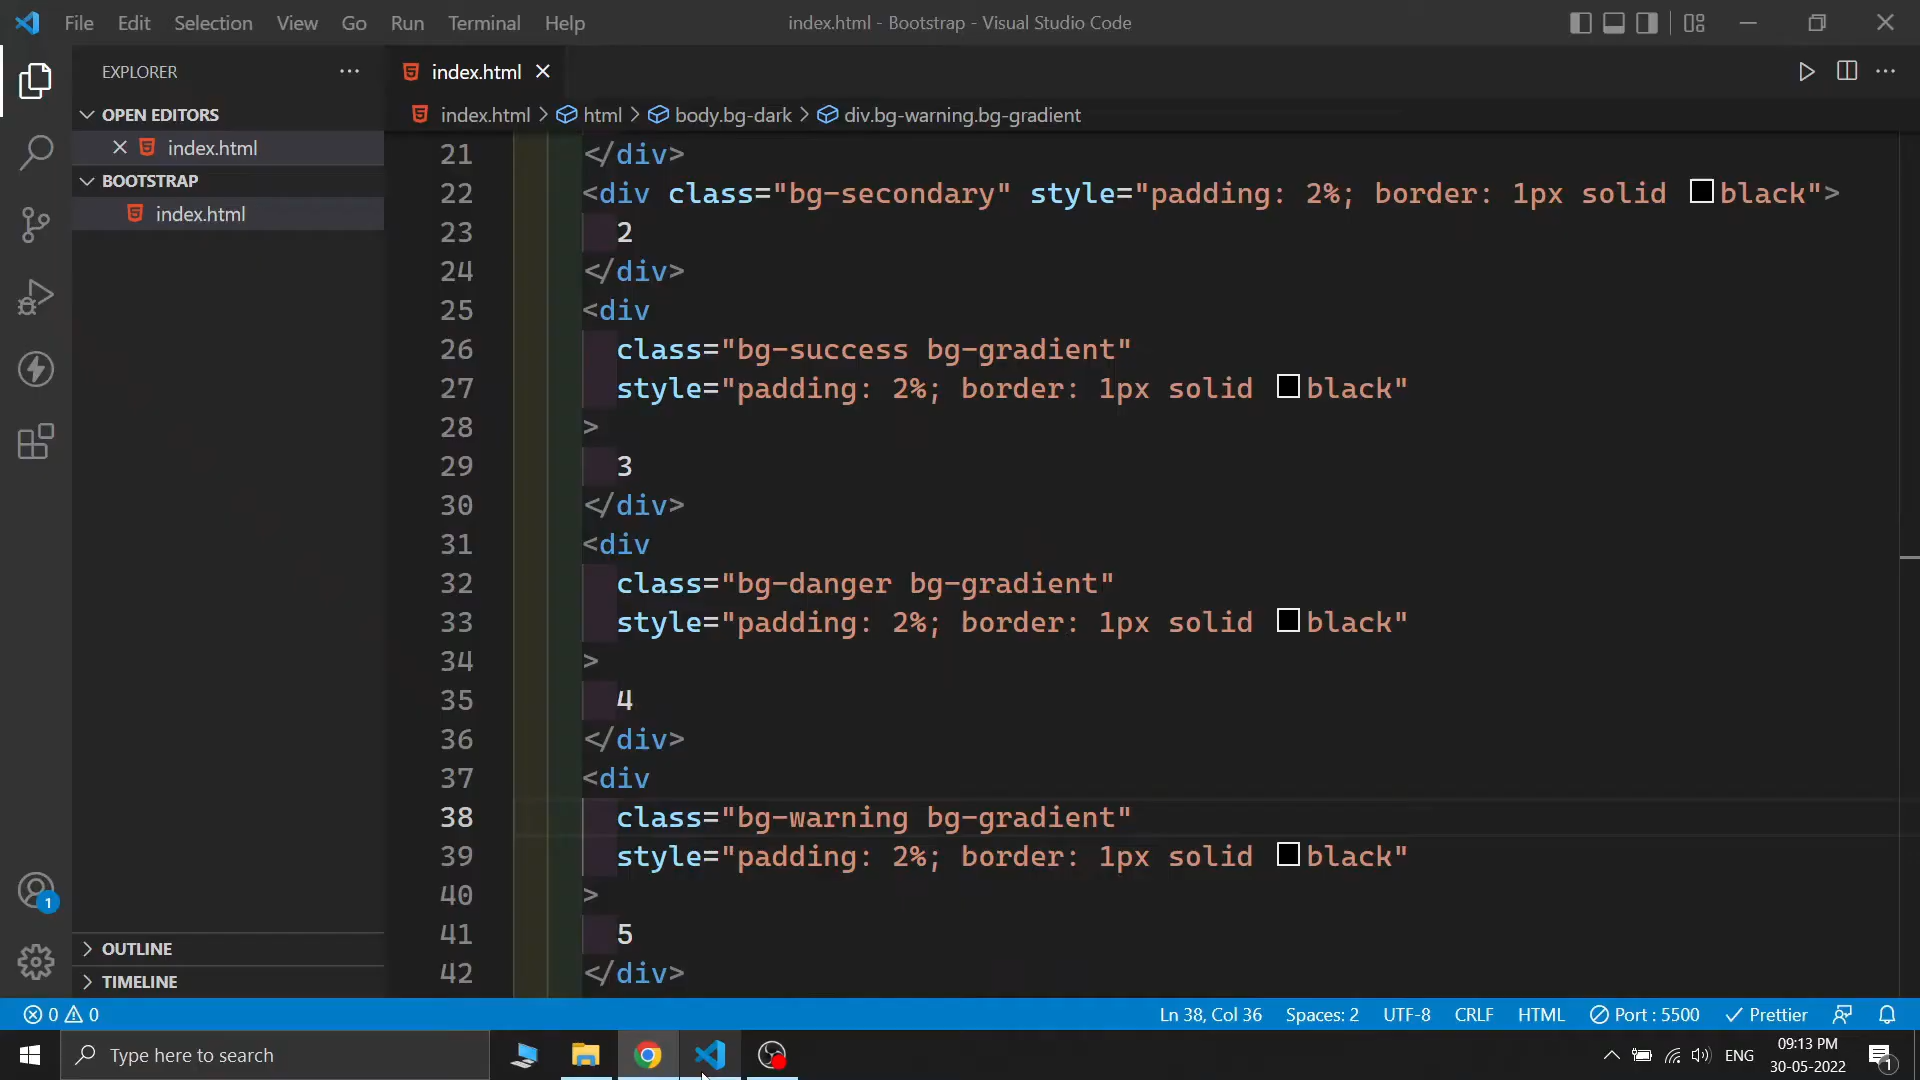 File Edit Selection View Go Run Terminal Help
index.html - Bootstrap - Visual Studio Code
EXPLORER
index.html
OPEN EDITORS
index.html
BOOTSTRAP
index.html
index.html > html > body.bg-dark > div.bg-warning.bg-gradient
21 </div>
22 <div class="bg-secondary" style="padding: 2%; border: 1px solid black">
23 2
24 </div>
25 <div
26 class="bg-success bg-gradient"
27 style="padding: 2%; border: 1px solid black"
28 >
29 3
30 </div>
31 <div
32 class="bg-danger bg-gradient"
33 style="padding: 2%; border: 1px solid black"
34 >
35 4
36 </div>
37 <div
38 class="bg-warning bg-gradient"
39 style="padding: 2%; border: 1px solid black"
40 >
41 5
42 </div>
1
OUTLINE
TIMELINE
0 0
Ln 38, Col 36 Spaces: 2 UTF-8 CRLF HTML Port : 5500 Prettier
Type here to search
ENG
09:13 PM
30-05-2022
1